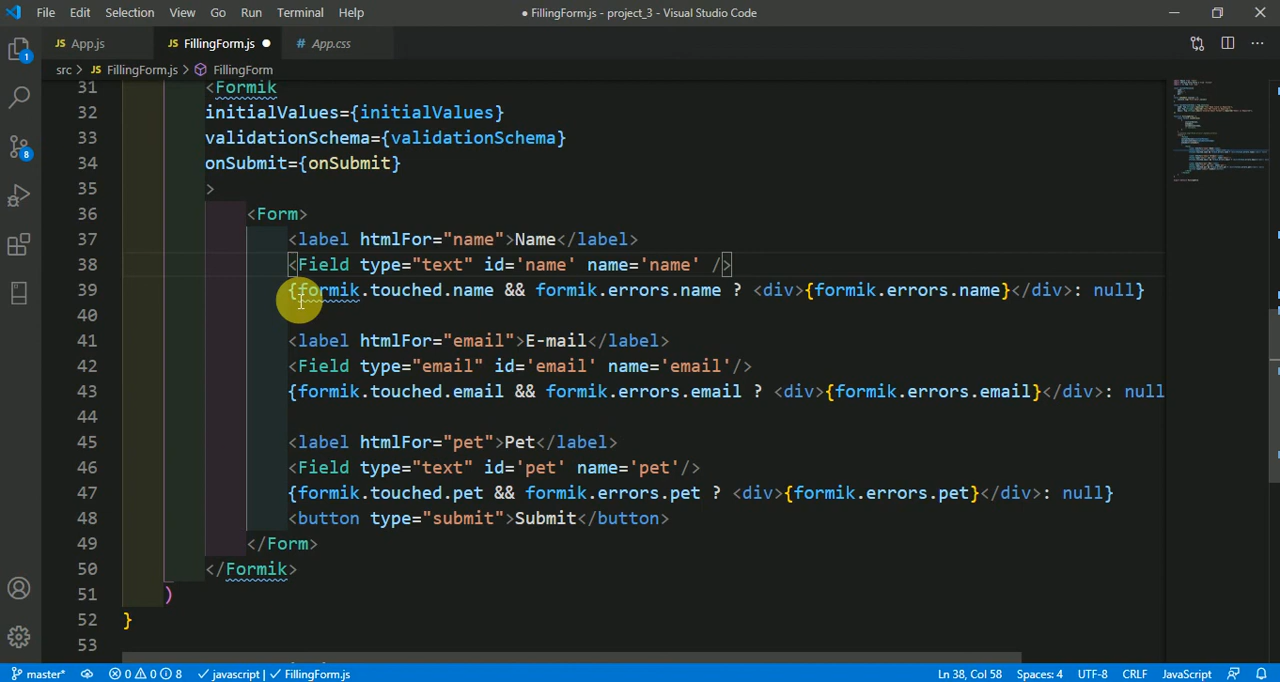 File Edit Selection View Go Run Terminal Help ● FillingForm.js - project_3 - Visual Studio Code
JS App.js JS FillingForm.js ● # App.css
src > JS FillingForm.js > FillingForm
31 <Formik
32 initialValues={initialValues}
33 validationSchema={validationSchema}
34 onSubmit={onSubmit}
35 >
36 <Form>
37 <label htmlFor="name">Name</label>
38 <Field type="text" id='name' name='name' />
39 {formik.touched.name && formik.errors.name ? <div>{formik.errors.name}</div>: null}
40
41 <label htmlFor="email">E-mail</label>
42 <Field type="email" id='email' name='email'/>
43 {formik.touched.email && formik.errors.email ? <div>{formik.errors.email}</div>: null
44
45 <label htmlFor="pet">Pet</label>
46 <Field type="text" id='pet' name='pet'/>
47 {formik.touched.pet && formik.errors.pet ? <div>{formik.errors.pet}</div>: null}
48 <button type="submit">Submit</button>
49 </Form>
50 </Formik>
51 )
52 }
53
1
8
master* 0 0 8 javascript | FillingForm.js Ln 38, Col 58 Spaces: 4 UTF-8 CRLF JavaScript